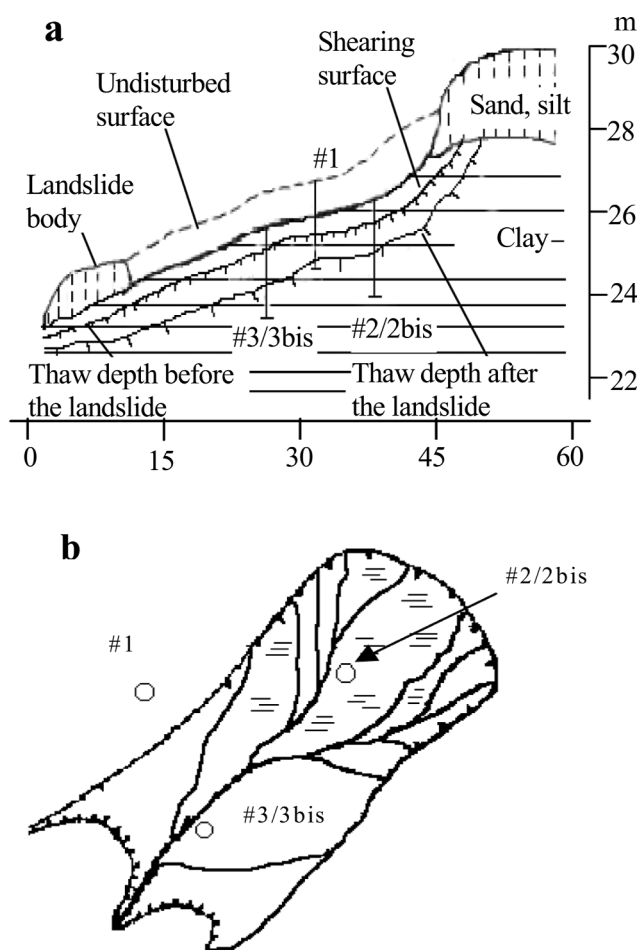 a
m
30
28
26
24
22
Undisturbed
surface
Shearing
surface
Sand, silt
#1
Landslide
body
Clay
#3/3bis
#2/2bis
Thaw depth before
the landslide
Thaw depth after
the landslide
0 15 30 45 60
b
#2/2bis
#1
#3/3bis